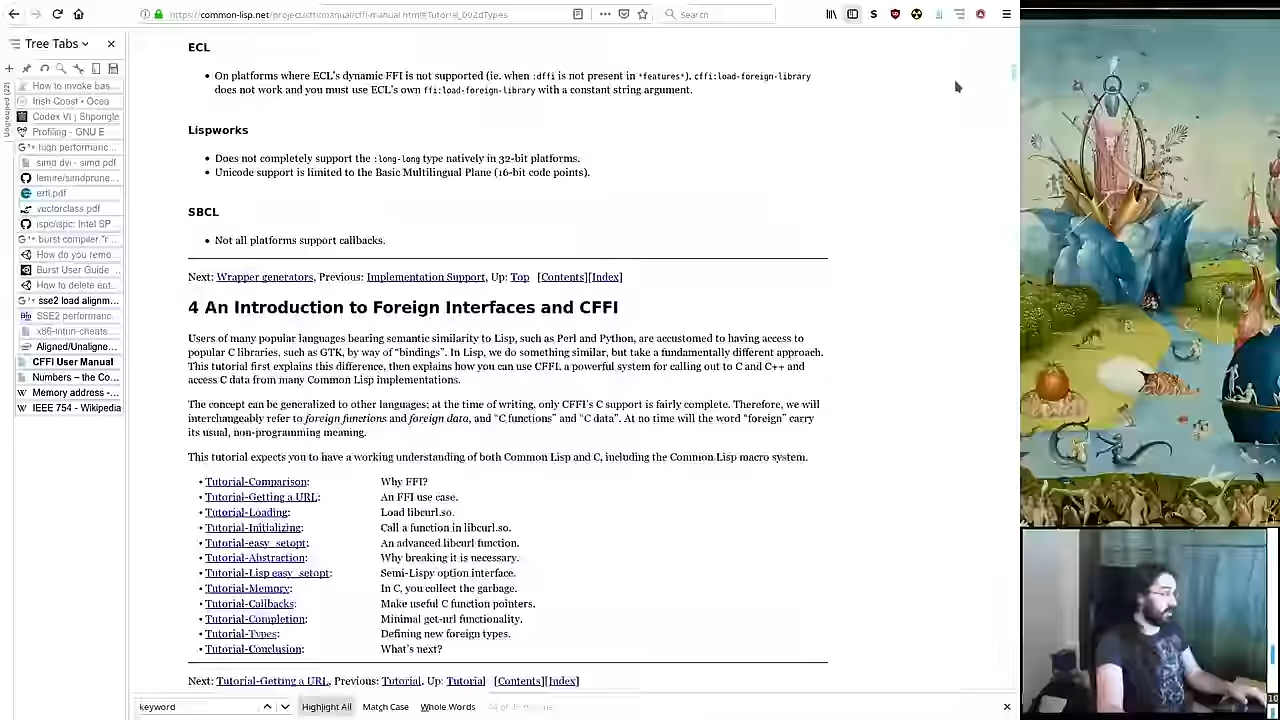 https://common-lisp.net/project/cffi/manual/cffi-manual.html#Tutorial_002dTypes
Search
Tree Tabs
Ungrouped (22)
How to invoke bas...
Irish Coast • Ocea
Codex VI | Shpongle
Profiling - GNU E
high performanc...
simd dvi - simd.pdf
lemire/simdprune...
ertl.pdf
vectorclass.pdf
ispc/ispc: Intel SP...
burst compiler "r...
How do you remo...
Burst User Guide ...
How to delete ent...
sse2 load alignm...
SSE2 performanc...
x86-intrin-cheats...
Aligned/Unaligne...
CFFI User Manual
Numbers – the Co...
Memory address -...
IEEE 754 - Wikipedia
ECL
• On platforms where ECL's dynamic FFI is not supported (ie. when :dffi is not present in *features*), cffi:load-foreign-library
does not work and you must use ECL's own ffi:load-foreign-library with a constant string argument.
Lispworks
• Does not completely support the :long-long type natively in 32-bit platforms.
• Unicode support is limited to the Basic Multilingual Plane (16-bit code points).
SBCL
• Not all platforms support callbacks.
Next: Wrapper generators, Previous: Implementation Support, Up: Top [Contents][Index]
4 An Introduction to Foreign Interfaces and CFFI
Users of many popular languages bearing semantic similarity to Lisp, such as Perl and Python, are accustomed to having access to
popular C libraries, such as GTK, by way of “bindings”. In Lisp, we do something similar, but take a fundamentally different approach.
This tutorial first explains this difference, then explains how you can use CFFI, a powerful system for calling out to C and C++ and
access C data from many Common Lisp implementations.
The concept can be generalized to other languages; at the time of writing, only CFFI's C support is fairly complete. Therefore, we will
interchangeably refer to foreign functions and foreign data, and “C functions” and “C data”. At no time will the word “foreign” carry
its usual, non-programming meaning.
This tutorial expects you to have a working understanding of both Common Lisp and C, including the Common Lisp macro system.
• Tutorial-Comparison: Why FFI?
• Tutorial-Getting a URL: An FFI use case.
• Tutorial-Loading: Load libcurl.so.
• Tutorial-Initializing: Call a function in libcurl.so.
• Tutorial-easy_setopt: An advanced libcurl function.
• Tutorial-Abstraction: Why breaking it is necessary.
• Tutorial-Lisp easy_setopt: Semi-Lispy option interface.
• Tutorial-Memory: In C, you collect the garbage.
• Tutorial-Callbacks: Make useful C function pointers.
• Tutorial-Completion: Minimal get-url functionality.
• Tutorial-Types: Defining new foreign types.
• Tutorial-Conclusion: What's next?
Next: Tutorial-Getting a URL, Previous: Tutorial, Up: Tutorial [Contents][Index]
keyword
Highlight All Match Case Whole Words